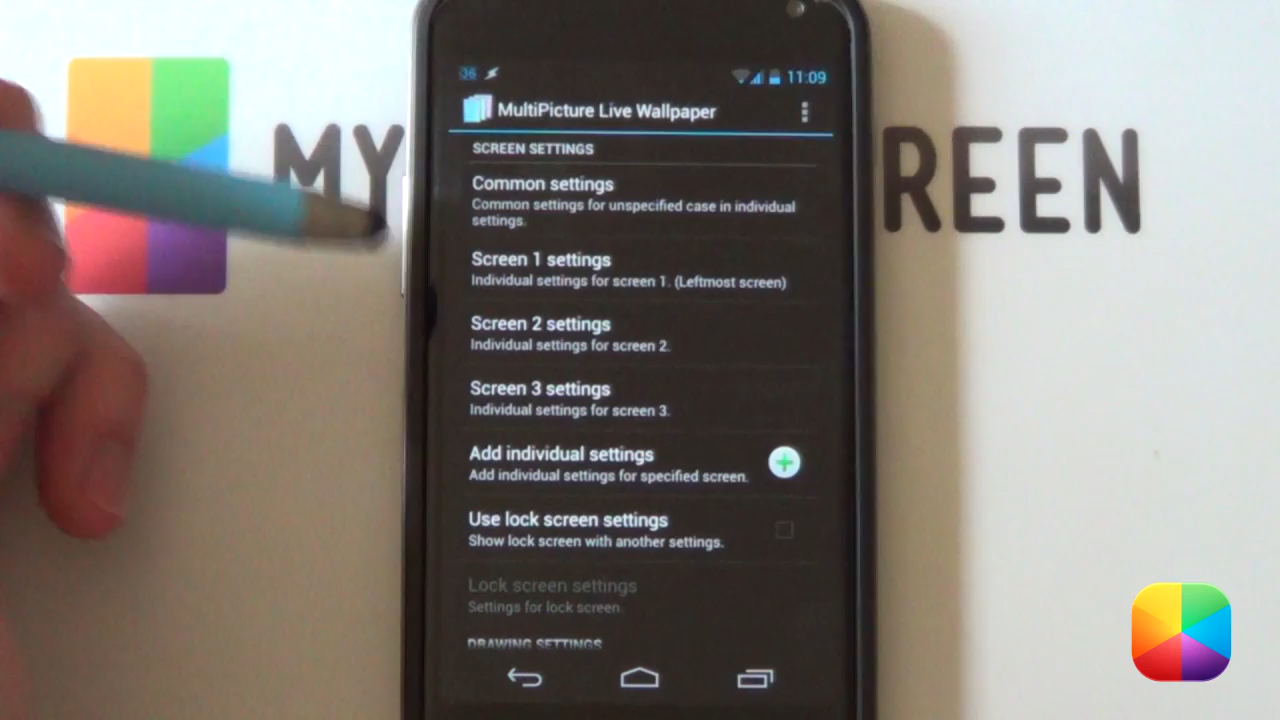 36 11:09
MultiPicture Live Wallpaper
MY REEN
SCREEN SETTINGS
Common settings
Common settings for unspecified case in individual
settings.
Screen 1 settings
Individual settings for screen 1. (Leftmost screen)
Screen 2 settings
Individual settings for screen 2.
Screen 3 settings
Individual settings for screen 3.
Add individual settings
Add individual settings for specified screen.
Use lock screen settings
Show lock screen with another settings.
Lock screen settings
Settings for lock screen.
DRAWING SETTINGS